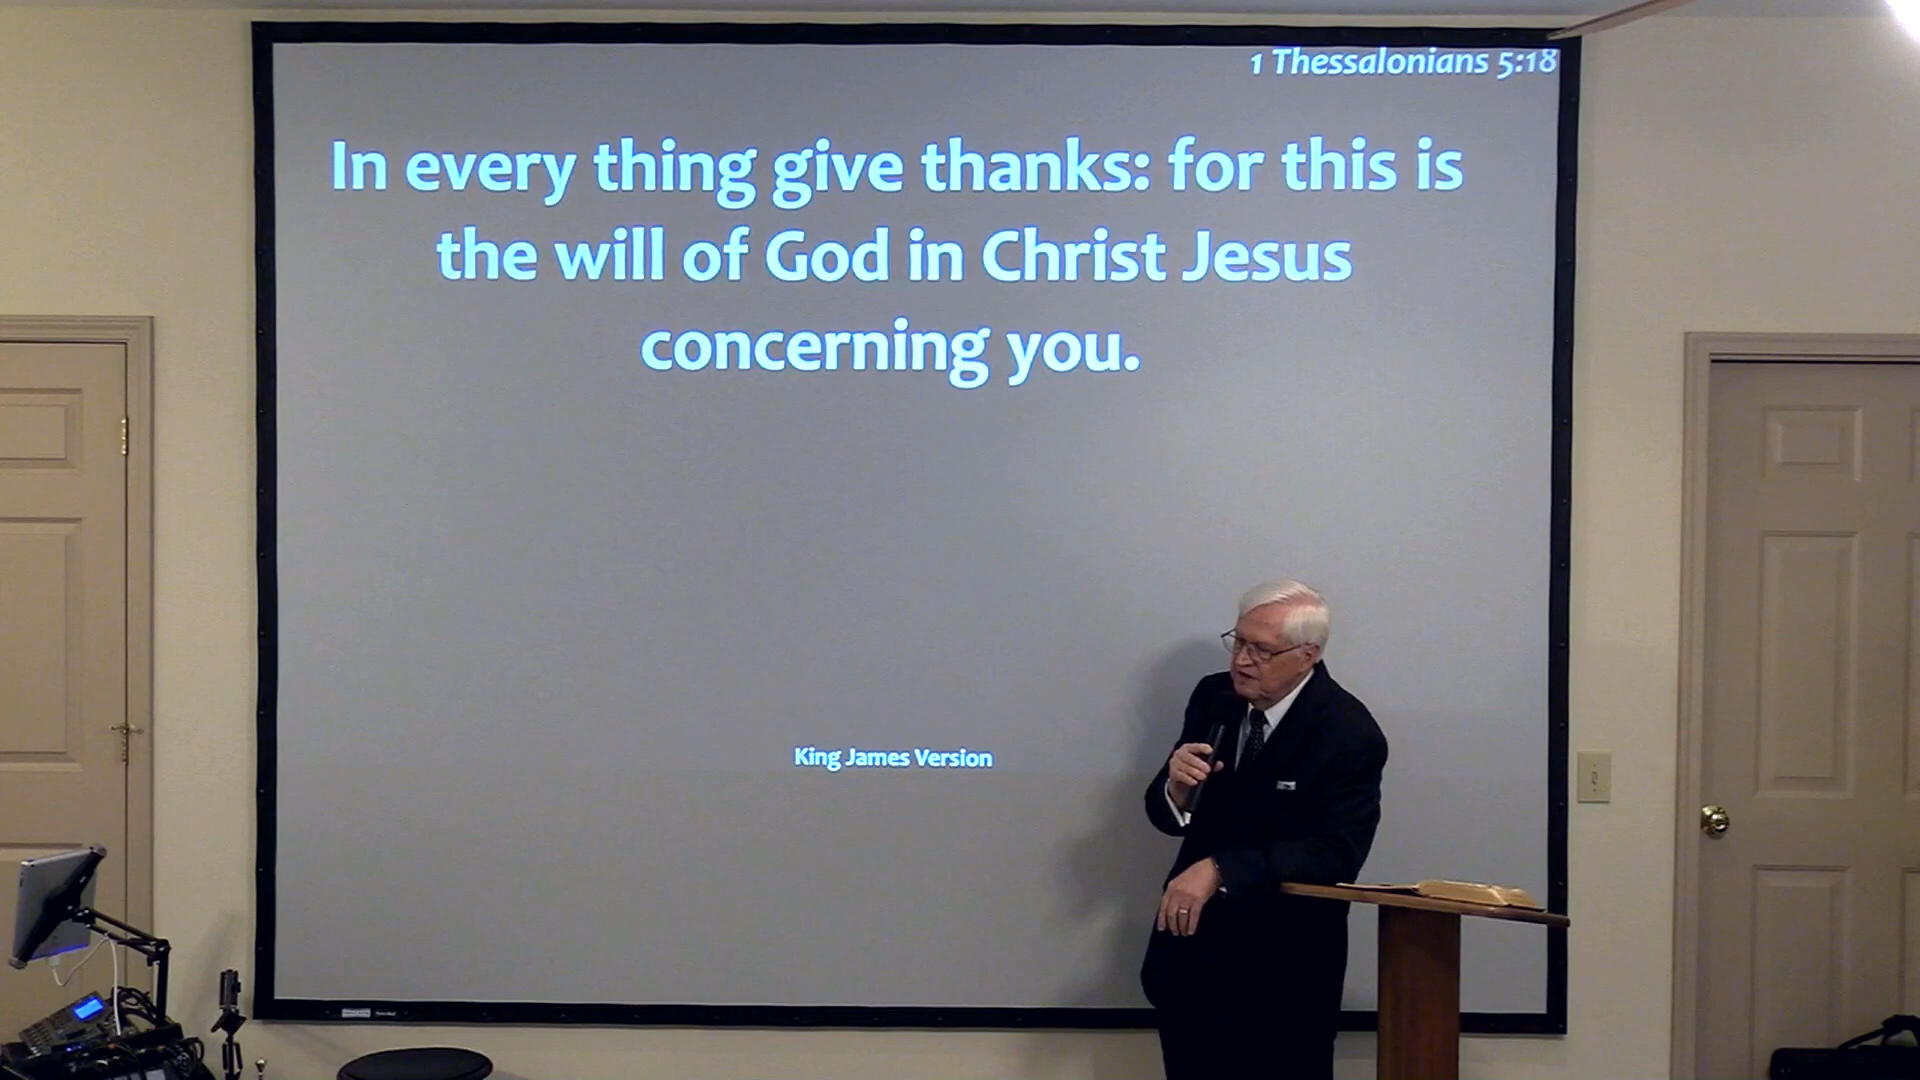 1 Thessalonians 5:18
In every thing give thanks: for this is
the will of God in Christ Jesus
concerning you.
King James Version